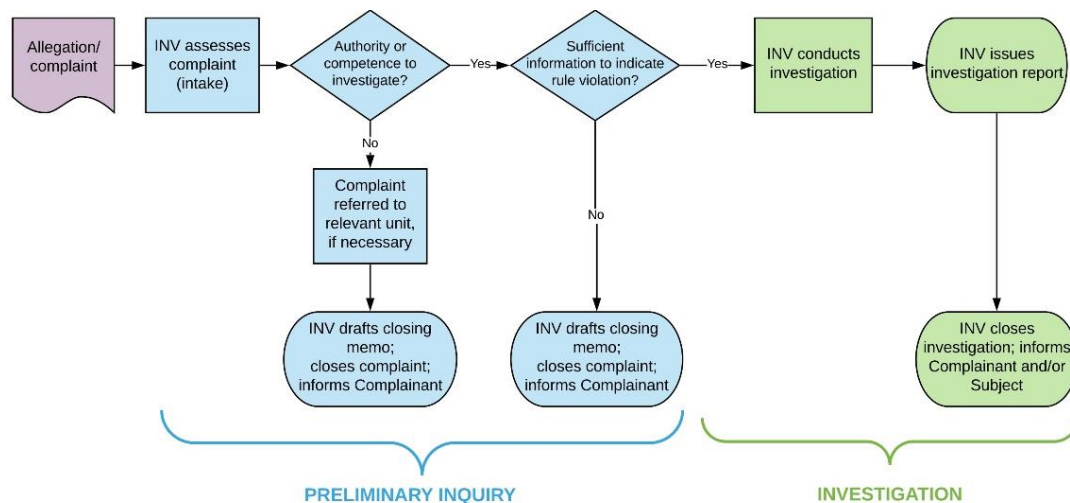 Allegation/
complaint
INV assesses
complaint
(intake)
Authority or
competence to
investigate?
Yes
Sufficient
information to indicate
rule violation?
Yes
INV conducts
investigation
INV issues
investigation report
No
Complaint
referred to
relevant unit,
if necessary
No
INV drafts closing
memo;
closes complaint;
informs Complainant
INV drafts closing
memo;
closes complaint;
informs Complainant
INV closes
investigation; informs
Complainant and/or
Subject
PRELIMINARY INQUIRY
INVESTIGATION